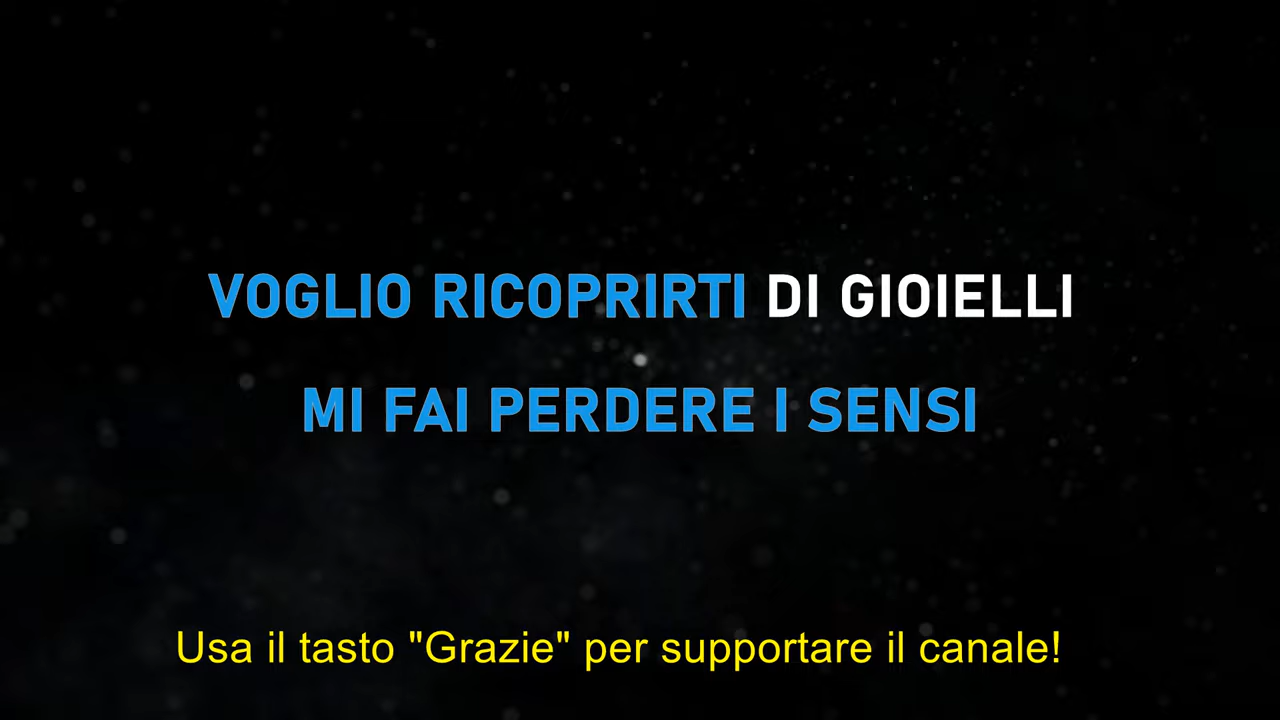 VOGLIO RICOPRIRTI DI GIOIELLI
MI FAI PERDERE I SENSI
Usa il tasto "Grazie" per supportare il canale!